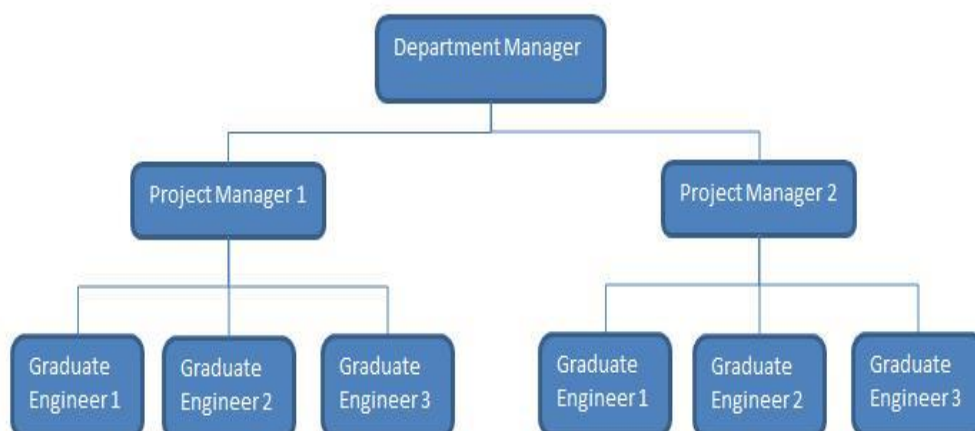 Department Manager
Project Manager 1
Project Manager 2
Graduate
Engineer 1
Graduate
Engineer 2
Graduate
Engineer 3
Graduate
Engineer 1
Graduate
Engineer 2
Graduate
Engineer 3